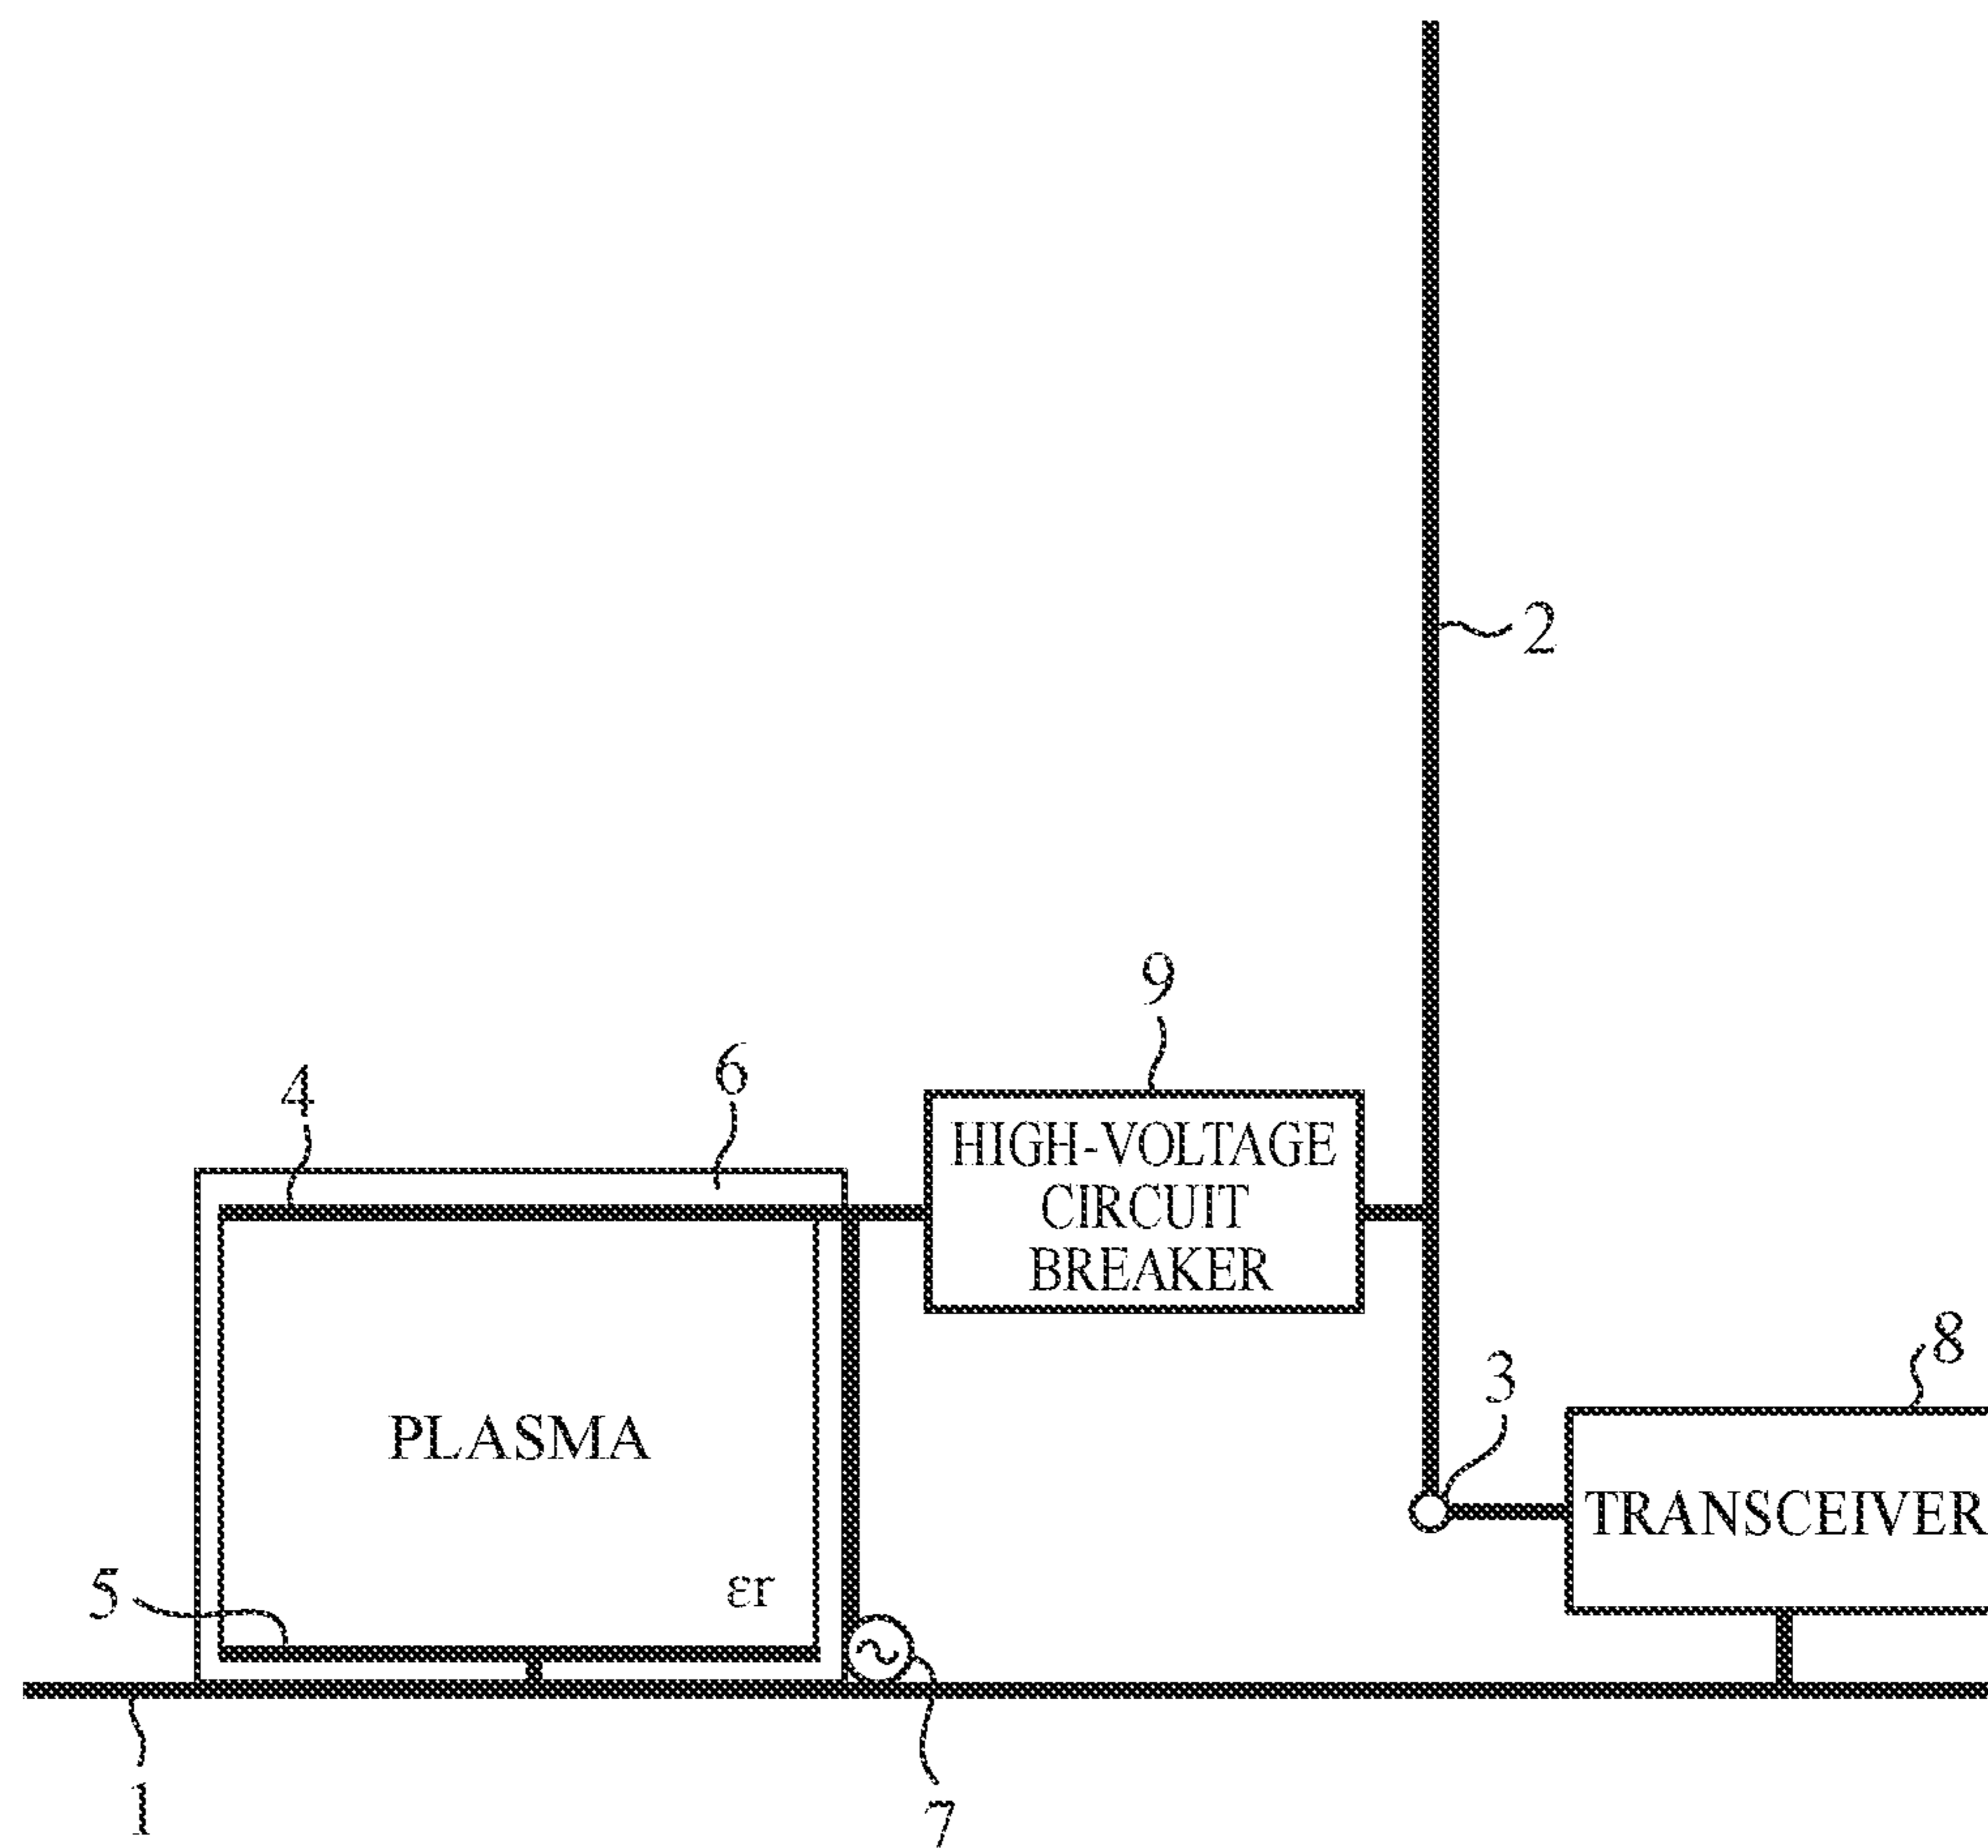 2
9
6
4
HIGH-VOLTAGE
CIRCUIT
BREAKER
8
3
PLASMA
TRANSCEIVER
5
εr
1
7